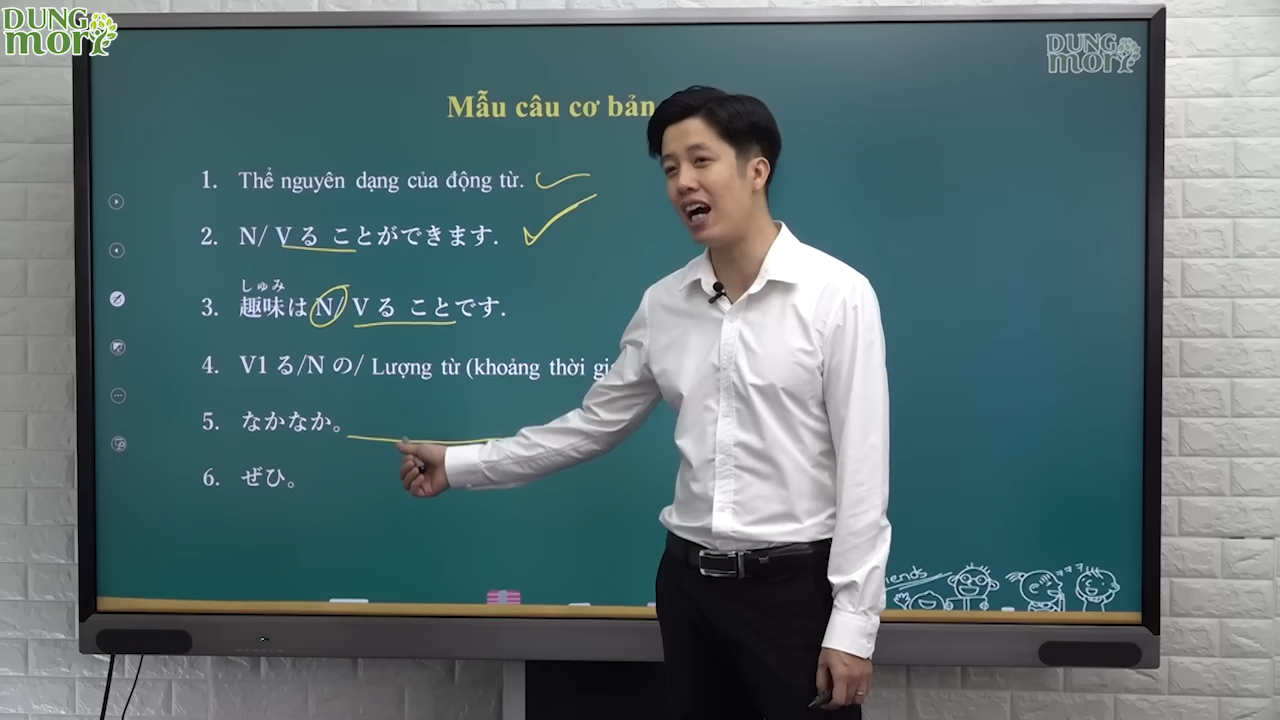 DUNG
mori
DUNG
mori
Mẫu câu cơ bản
1. Thể nguyên dạng của động từ.
2. N/ Vる ことができます.
しゅみ
3. 趣味は N/ Vる ことです.
4. V1 る/N の/ Lượng từ (khoảng thời
5. なかなか。
6. ぜひ。